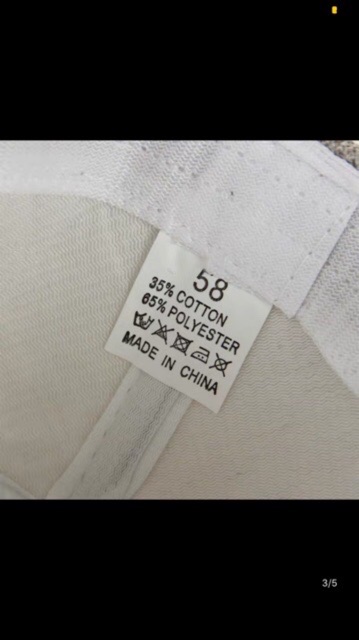 58
35% COTTON
65% POLYESTER
MADE IN CHINA
3/5